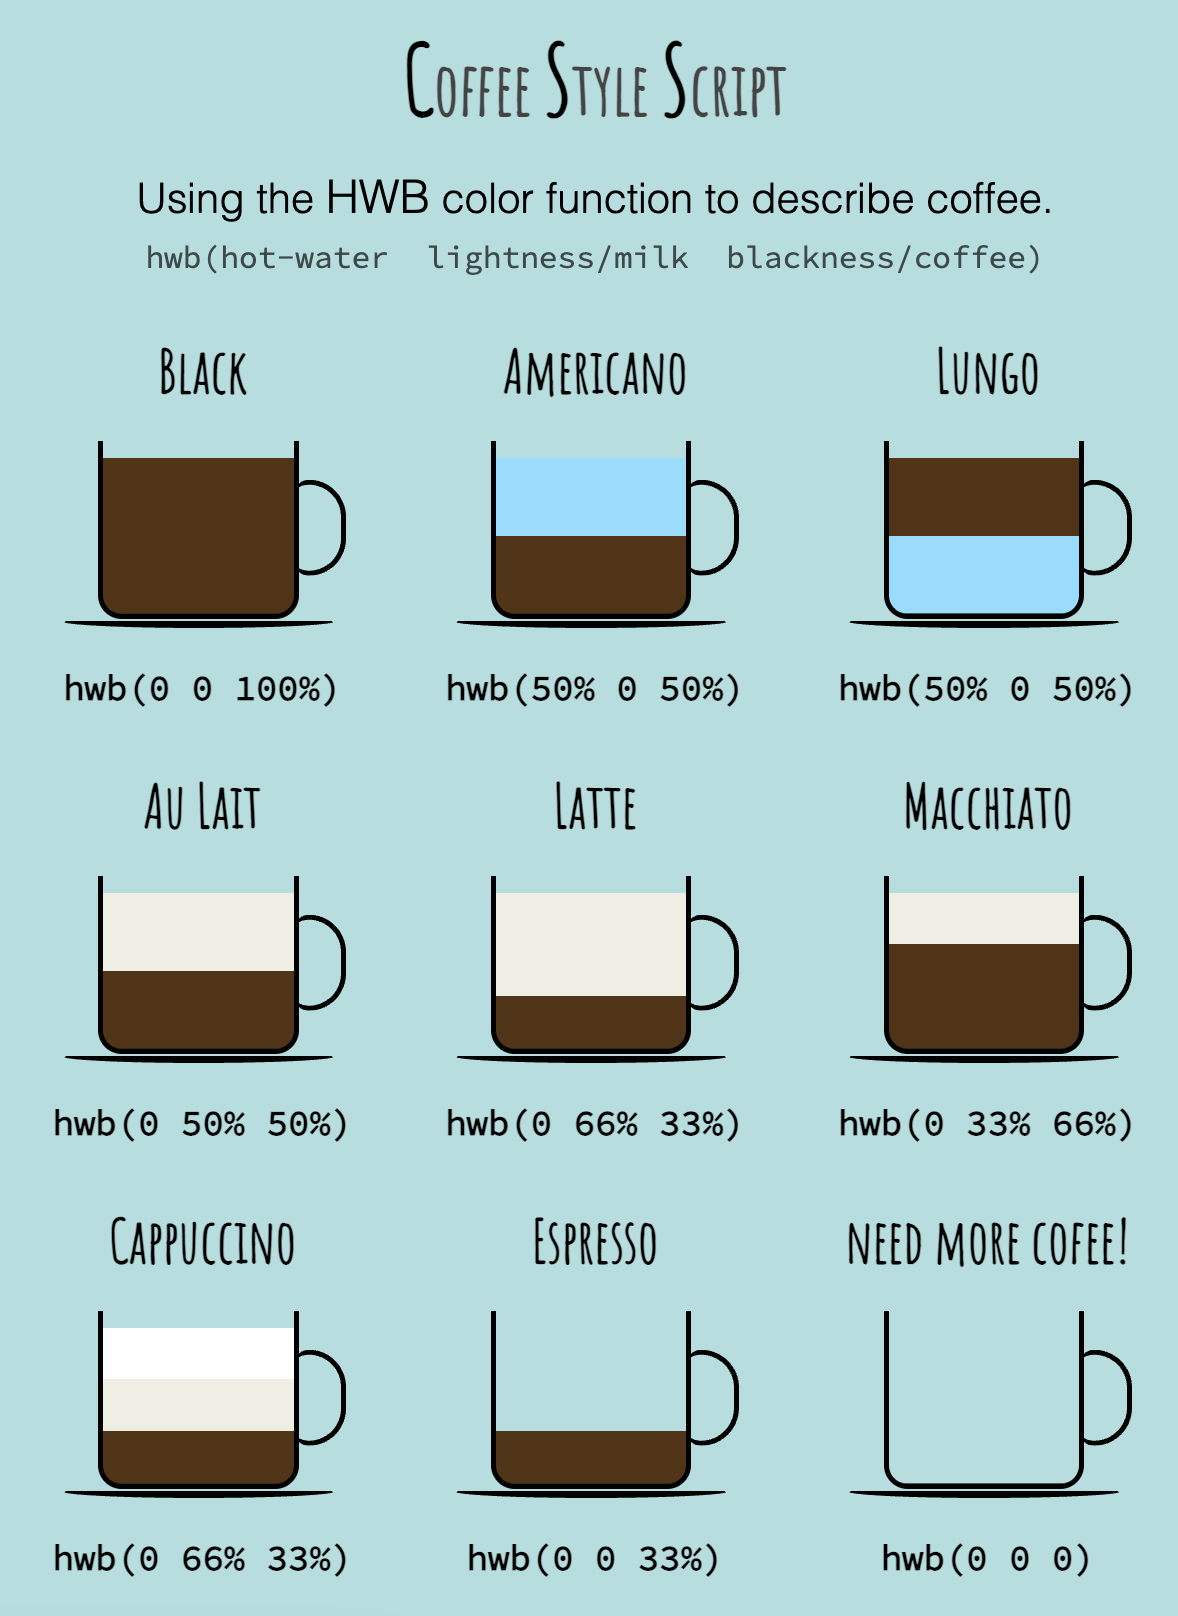 Coffee Style Script
Using the HWB color function to describe coffee.
hwb(hot-water lightness/milk blackness/coffee)
Black Americano Lungo
hwb(0 0 100%) hwb(50% 0 50%) hwb(50% 0 50%)
Au Lait Latte Macchiato
hwb(0 50% 50%) hwb(0 66% 33%) hwb(0 33% 66%)
Cappuccino Espresso need more cofee!
hwb(0 66% 33%) hwb(0 0 33%) hwb(0 0 0)